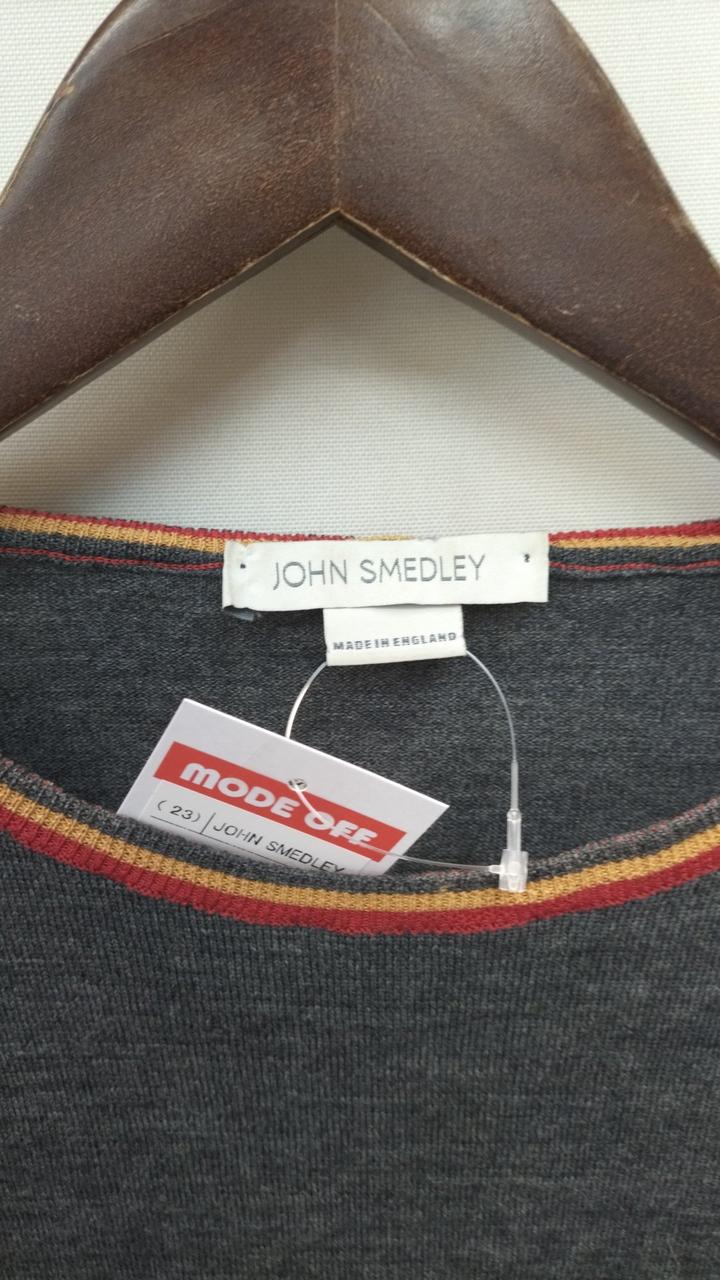 JOHN SMEDLEY
MADE IN ENGLAND
MODE OFF
(23) JOHN SMEDLEY